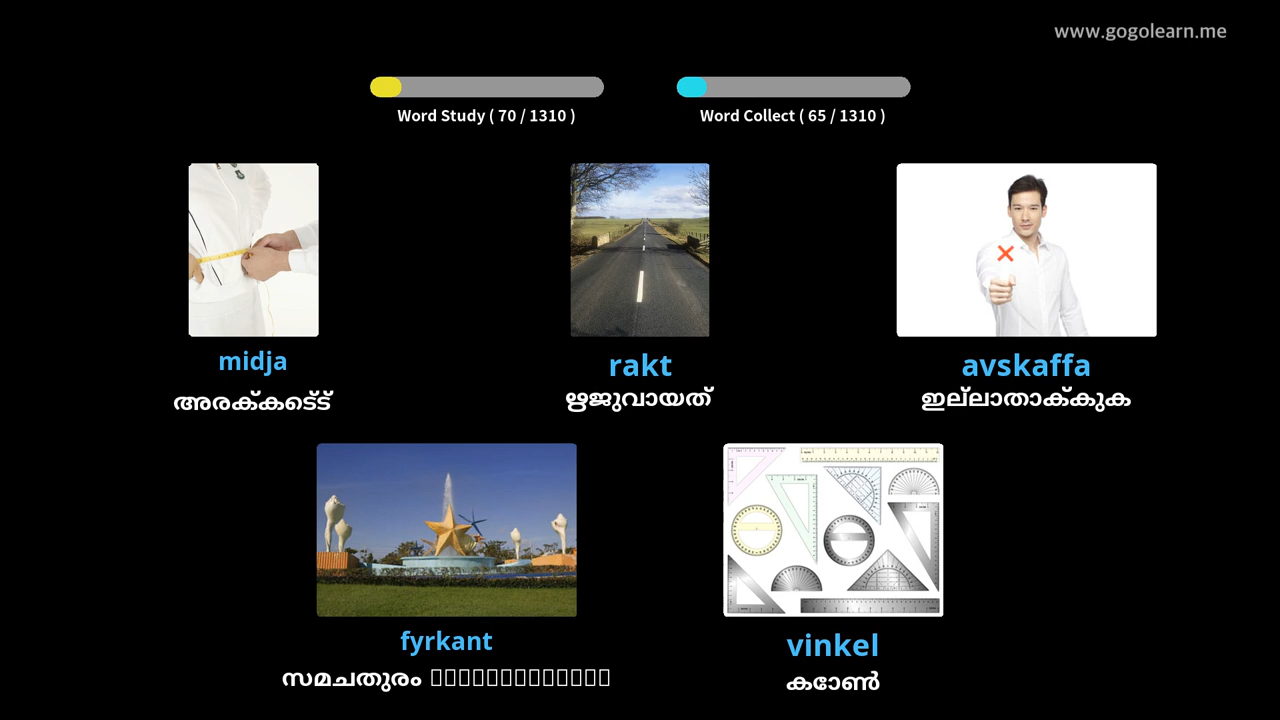 www.gogolearn.me
Word Study ( 70 / 1310 )
Word Collect ( 65 / 1310 )
midja
അരക്കെട്ട്
rakt
ഋജുവായത്
avskaffa
ഇല്ലാതാക്കുക
fyrkant
സമചതുരം
vinkel
കോൺ